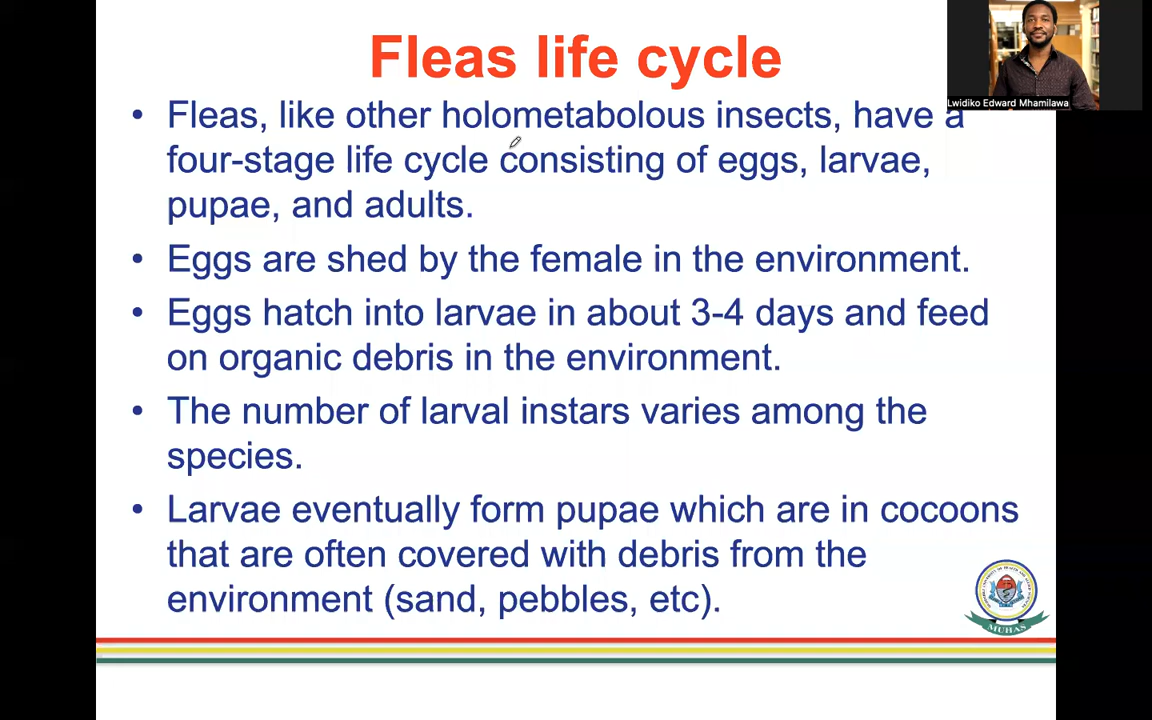 Fleas life cycle
Lwidiko Edward Mhamilawa
• Fleas, like other holometabolous insects, have a
four-stage life cycle consisting of eggs, larvae,
pupae, and adults.
• Eggs are shed by the female in the environment.
• Eggs hatch into larvae in about 3-4 days and feed
on organic debris in the environment.
• The number of larval instars varies among the
species.
• Larvae eventually form pupae which are in cocoons
that are often covered with debris from the
environment (sand, pebbles, etc).
MUHAS